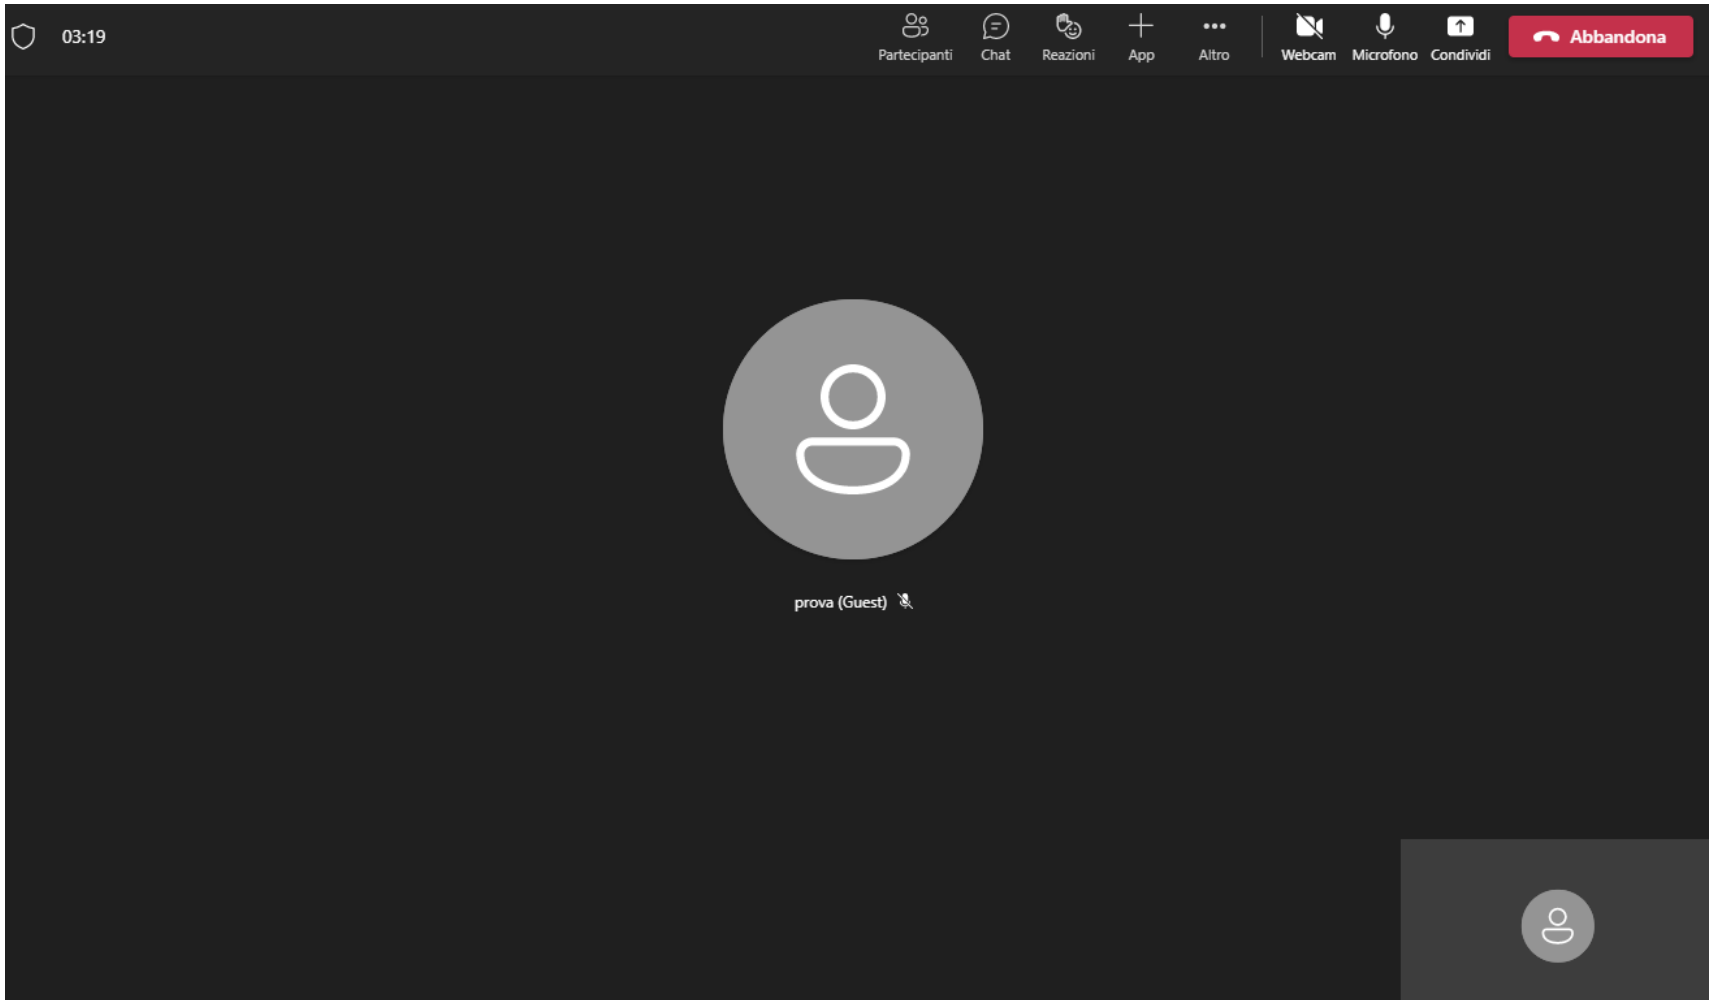 03:19
Partecipanti Chat Reazioni App Altro Webcam Microfono Condividi Abbandona
prova (Guest)